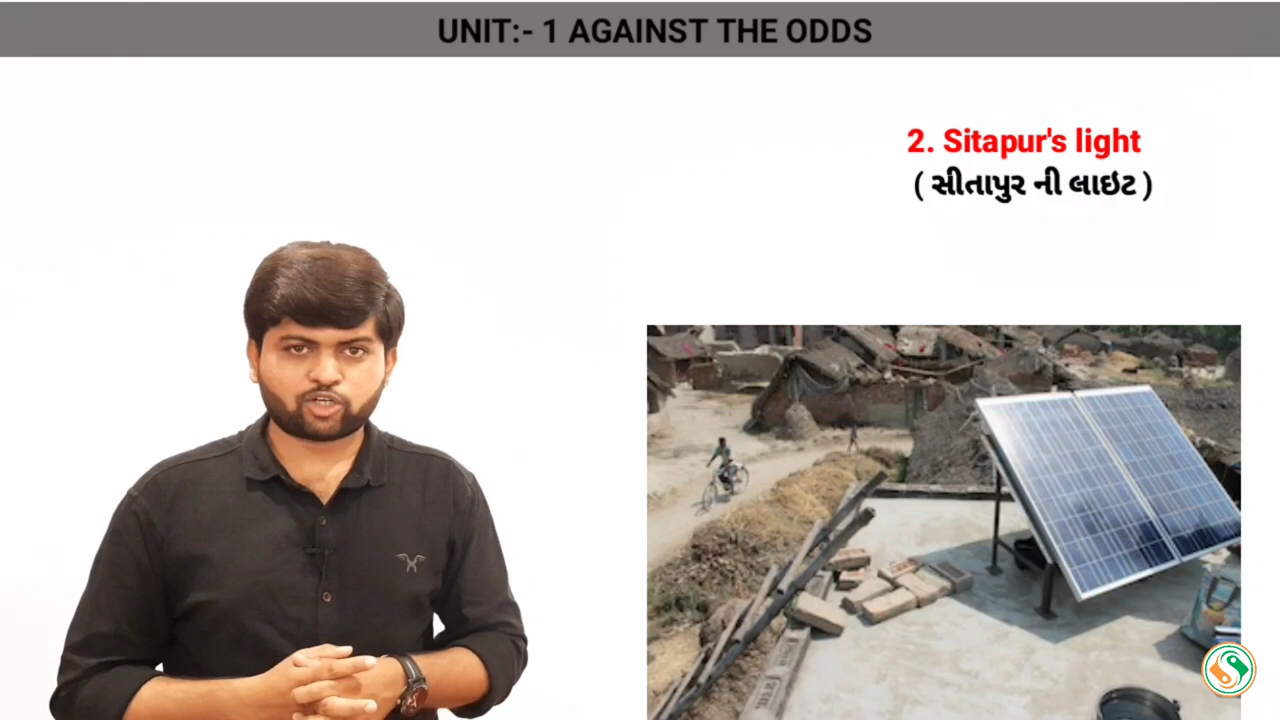 UNIT:- 1 AGAINST THE ODDS
2. Sitapur's light
( સીતાપુર ની લાઇટ )